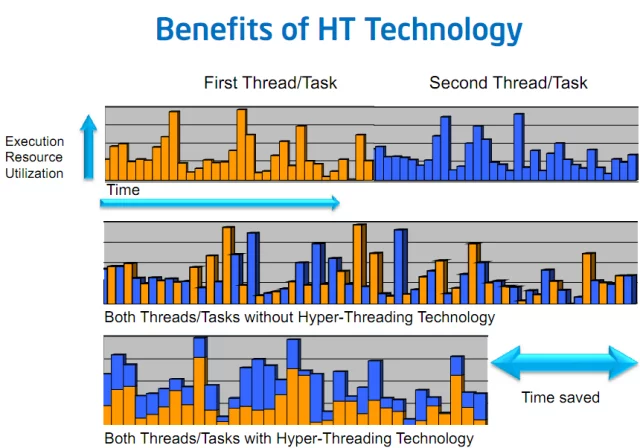 Benefits of HT Technology
First Thread/Task
Second Thread/Task
Execution
Resource
Utilization
Time
Both Threads/Tasks without Hyper-Threading Technology
Time saved
Both Threads/Tasks with Hyper-Threading Technology